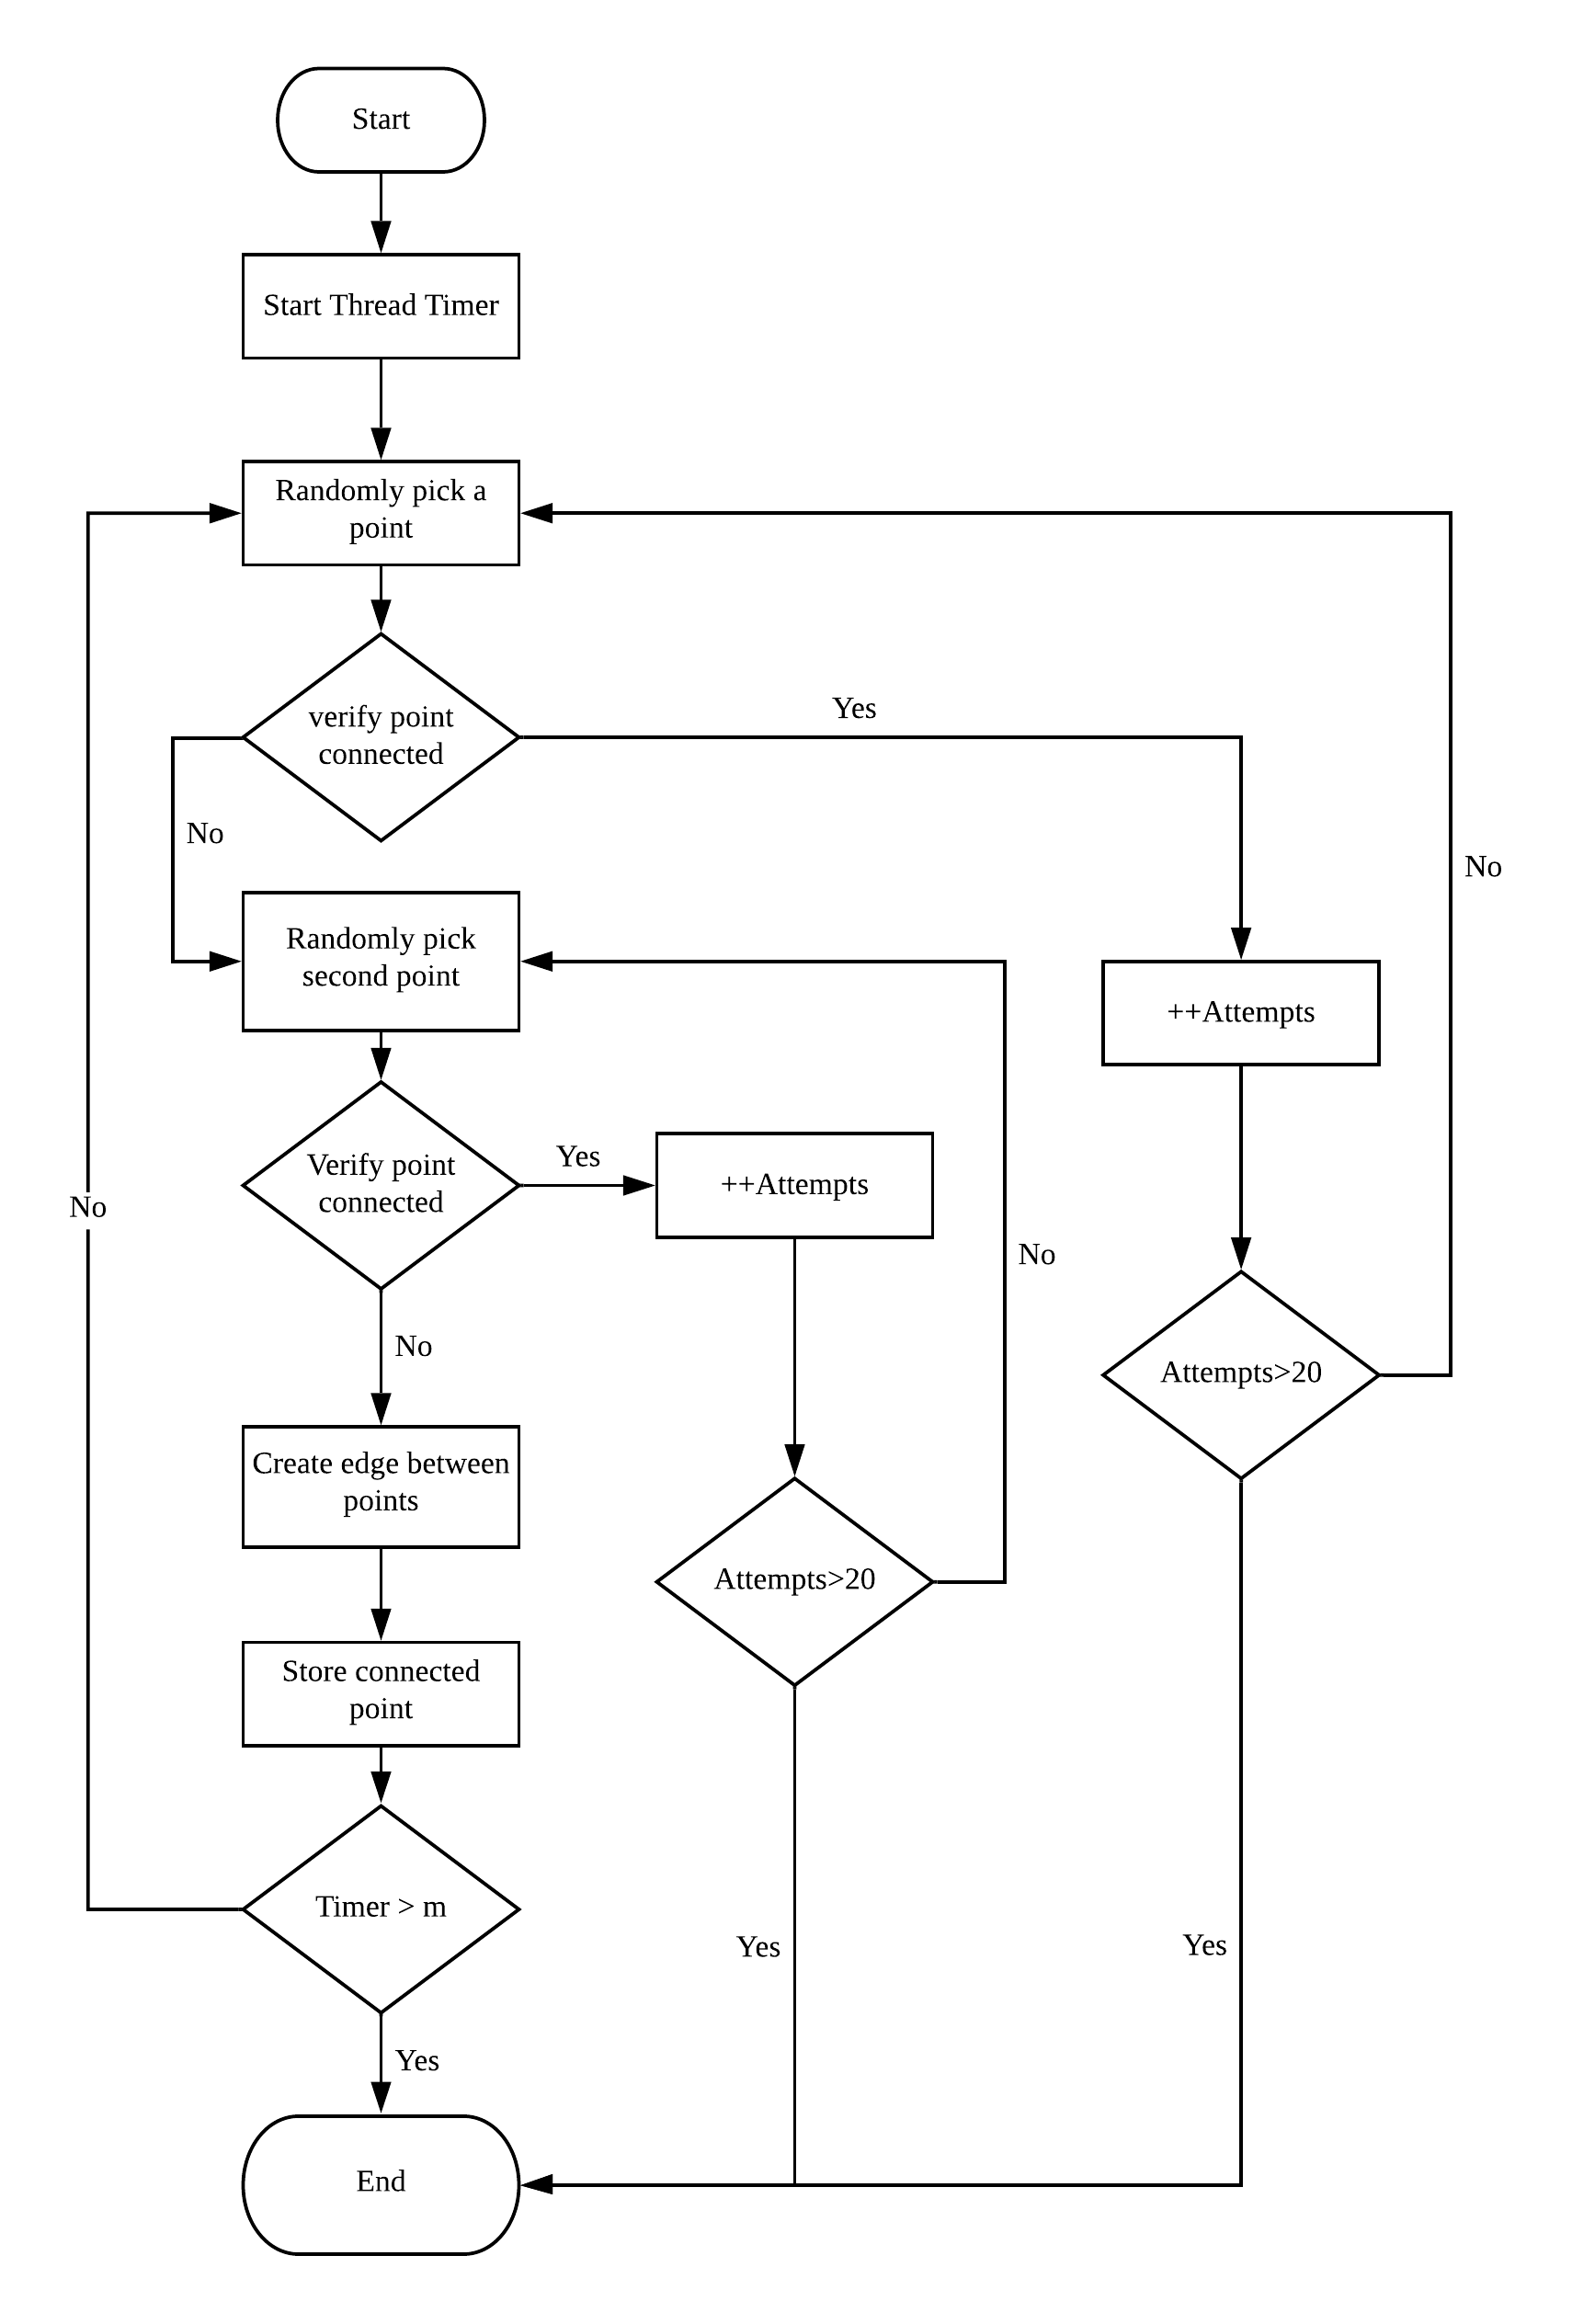 Start
Start Thread Timer
Randomly pick a
point
verify point
connected
Yes
No
No
Randomly pick
second point
++Attempts
Verify point
connected
Yes
++Attempts
No
No
No
Attempts>20
Create edge between
points
Attempts>20
Store connected
point
Timer > m
Yes
Yes
Yes
End